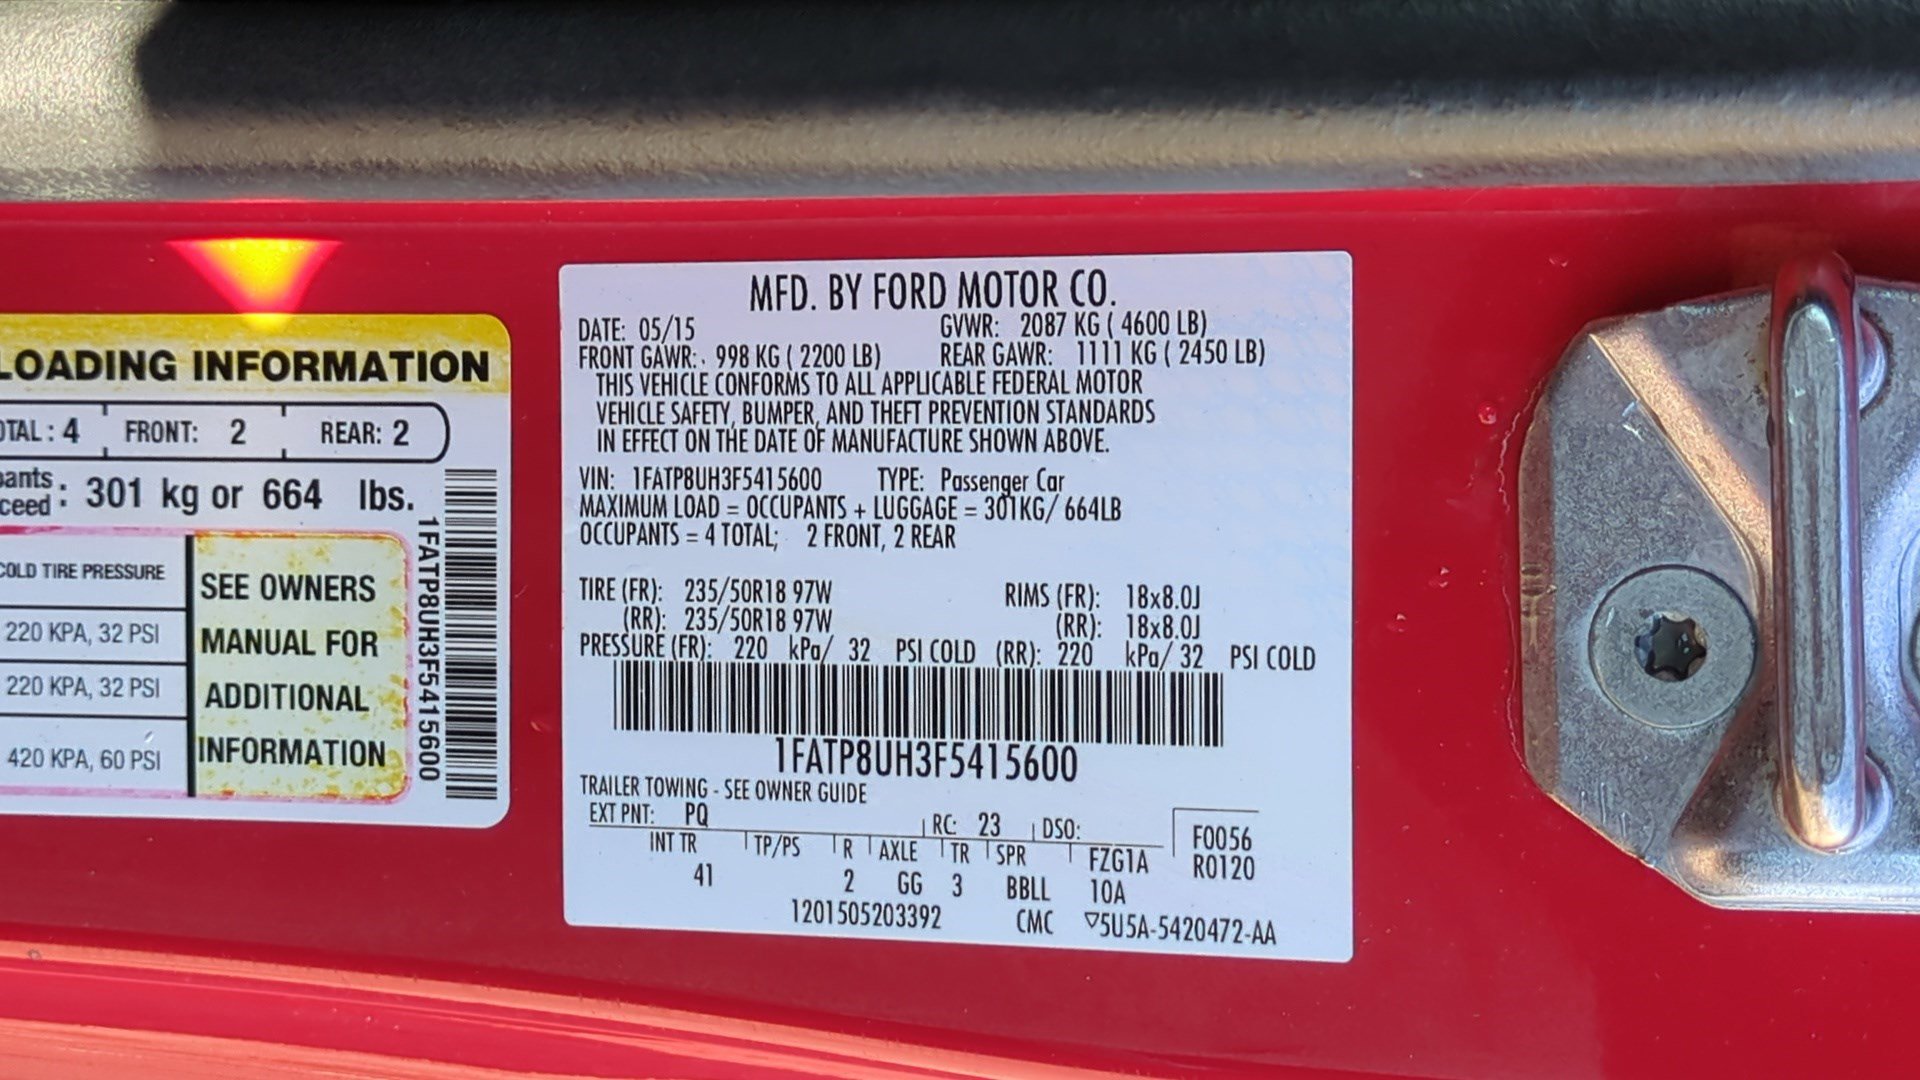 LOADING INFORMATION
TOTAL : 4 FRONT: 2 REAR: 2
301 kg or 664 lbs.
COLD TIRE PRESSURE
220 KPA, 32 PSI
220 KPA, 32 PSI
420 KPA, 60 PSI
SEE OWNERS
MANUAL FOR
ADDITIONAL
INFORMATION
1FATP8UH3F5415600
MFD. BY FORD MOTOR CO.
DATE: 05/15 GVWR: 2087 KG ( 4600 LB)
FRONT GAWR: 998 KG ( 2200 LB) REAR GAWR: 1111 KG ( 2450 LB)
THIS VEHICLE CONFORMS TO ALL APPLICABLE FEDERAL MOTOR
VEHICLE SAFETY, BUMPER, AND THEFT PREVENTION STANDARDS
IN EFFECT ON THE DATE OF MANUFACTURE SHOWN ABOVE.
VIN: 1FATP8UH3F5415600 TYPE: Passenger Car
MAXIMUM LOAD = OCCUPANTS + LUGGAGE = 301KG/ 664LB
OCCUPANTS = 4 TOTAL; 2 FRONT, 2 REAR
TIRE (FR): 235/50R18 97W RIMS (FR): 18x8.0J
(RR): 235/50R18 97W (RR): 18x8.0J
PRESSURE (FR): 220 kPa/ 32 PSI COLD (RR): 220 kPa/ 32 PSI COLD
1FATP8UH3F5415600
TRAILER TOWING - SEE OWNER GUIDE
EXT PNT: PQ RC: 23 DSO: F0056
INT TR TP/PS R AXLE TR SPR FZG1A R0120
41 2 GG 3 BBLL 10A
1201505203392 CMC ▽5U5A-5420472-AA